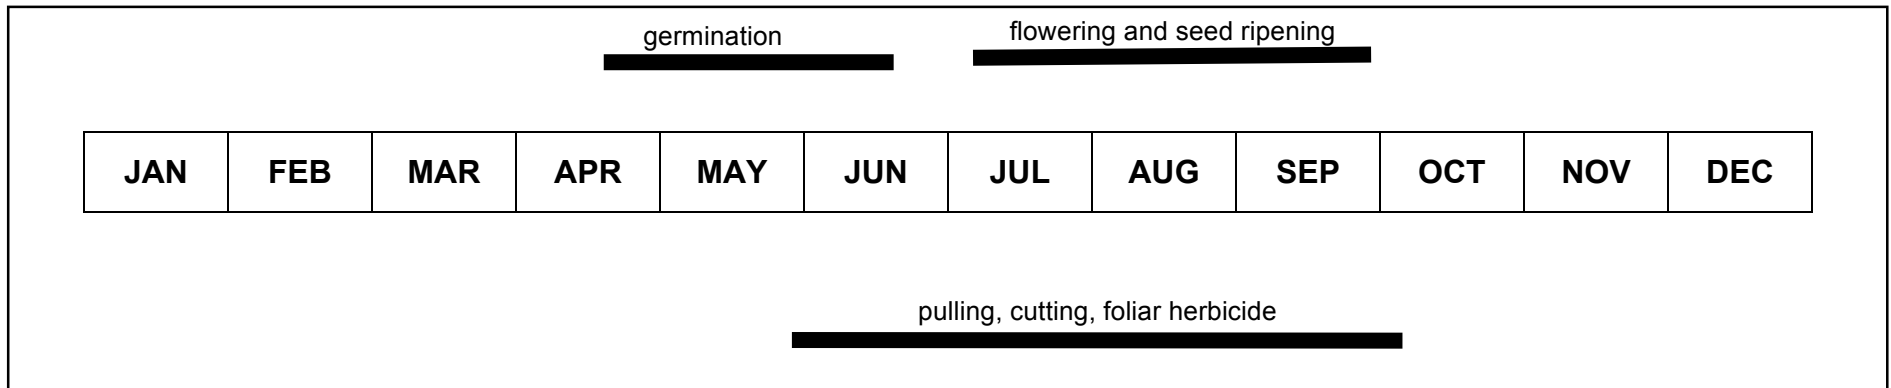 germination
flowering and seed ripening
JAN FEB MAR APR MAY JUN JUL AUG SEP OCT NOV DEC
pulling, cutting, foliar herbicide